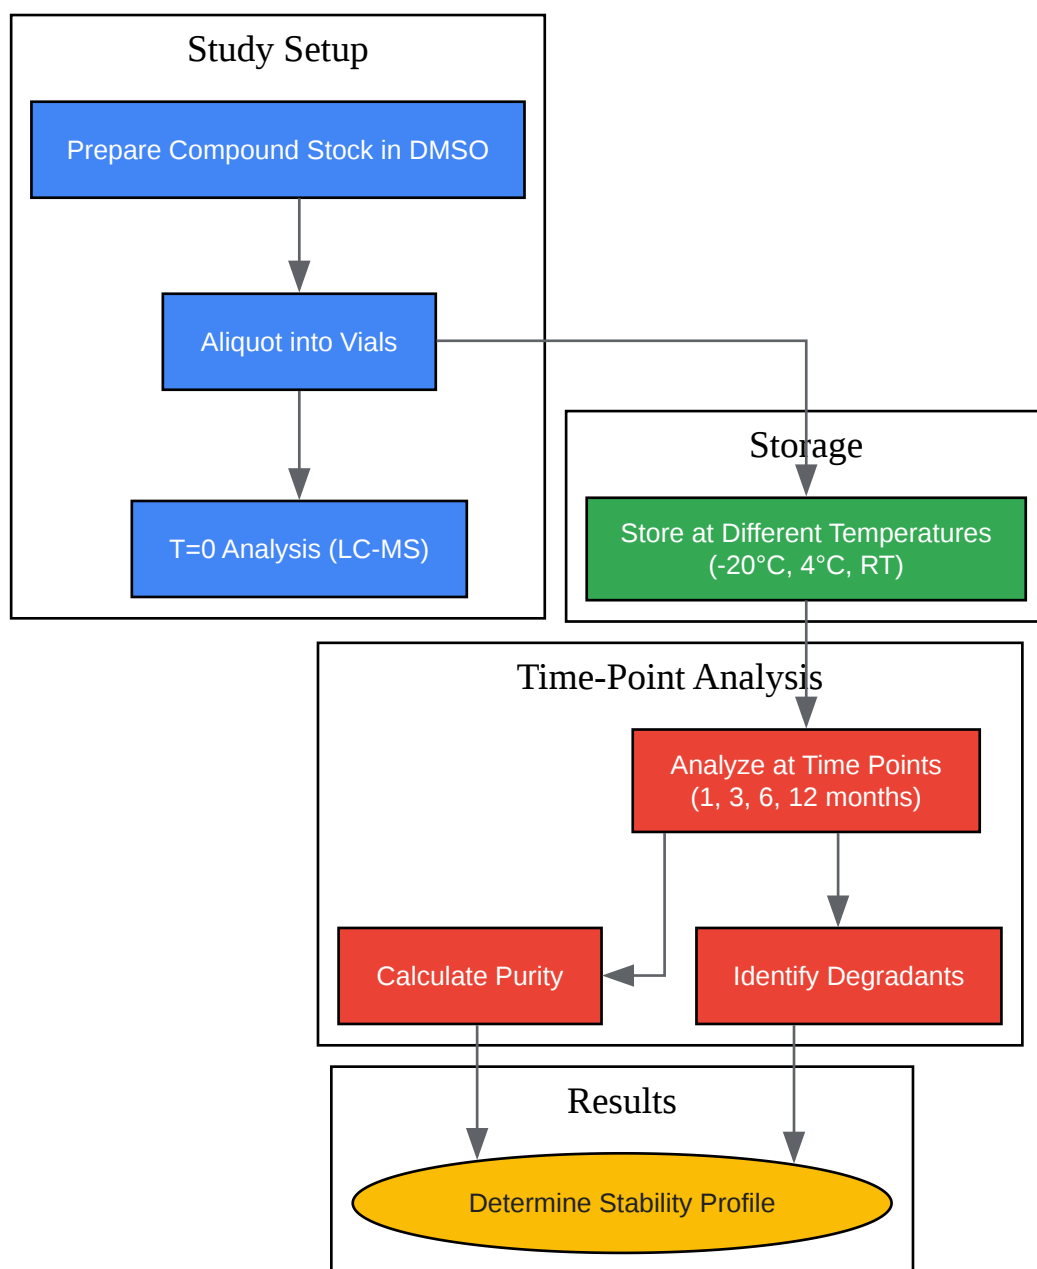 Study Setup
Prepare Compound Stock in DMSO
Aliquot into Vials
T=0 Analysis (LC-MS)
Storage
Store at Different Temperatures
(-20°C, 4°C, RT)
Time-Point Analysis
Analyze at Time Points
(1, 3, 6, 12 months)
Calculate Purity
Identify Degradants
Results
Determine Stability Profile